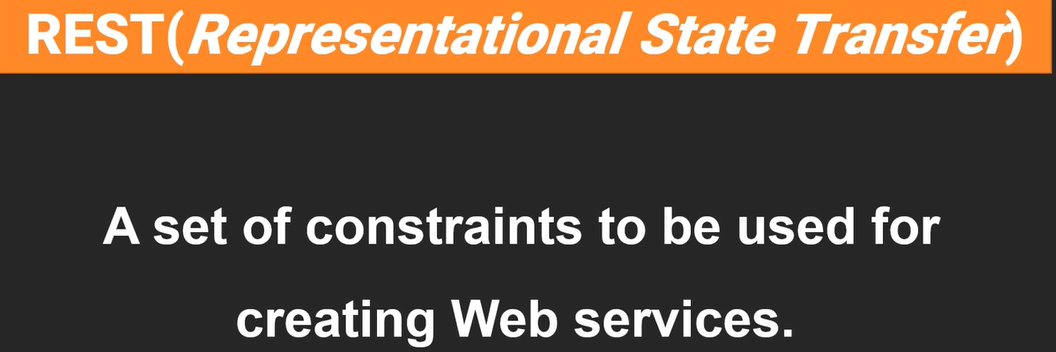 REST(Representational State Transfer)
A set of constraints to be used for
creating Web services.